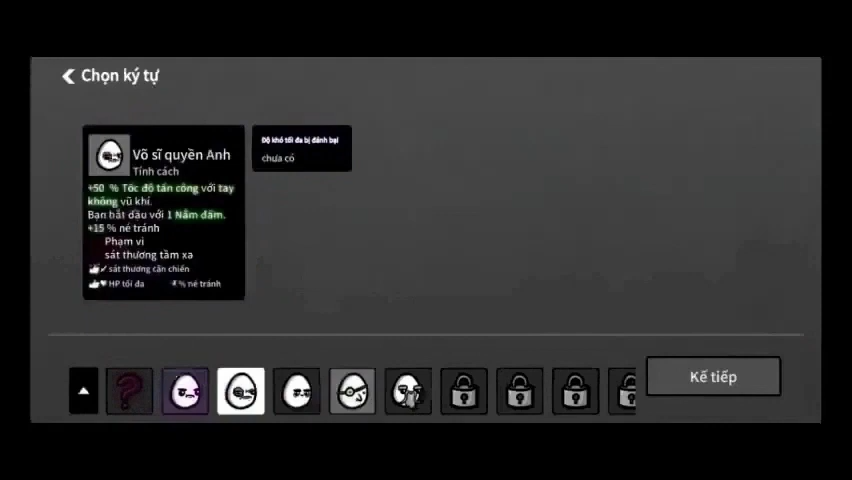 Chọn ký tự
Võ sĩ quyền Anh
Tính cách
+50 % Tốc độ tấn công với tay
không vũ khí.
Bạn bắt đầu với 1 Nắm đấm.
+15 % né tránh
Phạm vi
sát thương tầm xa
sát thương cận chiến
HP tối đa % né tránh
Độ khó tối đa bị đánh bại
chưa có
Kế tiếp